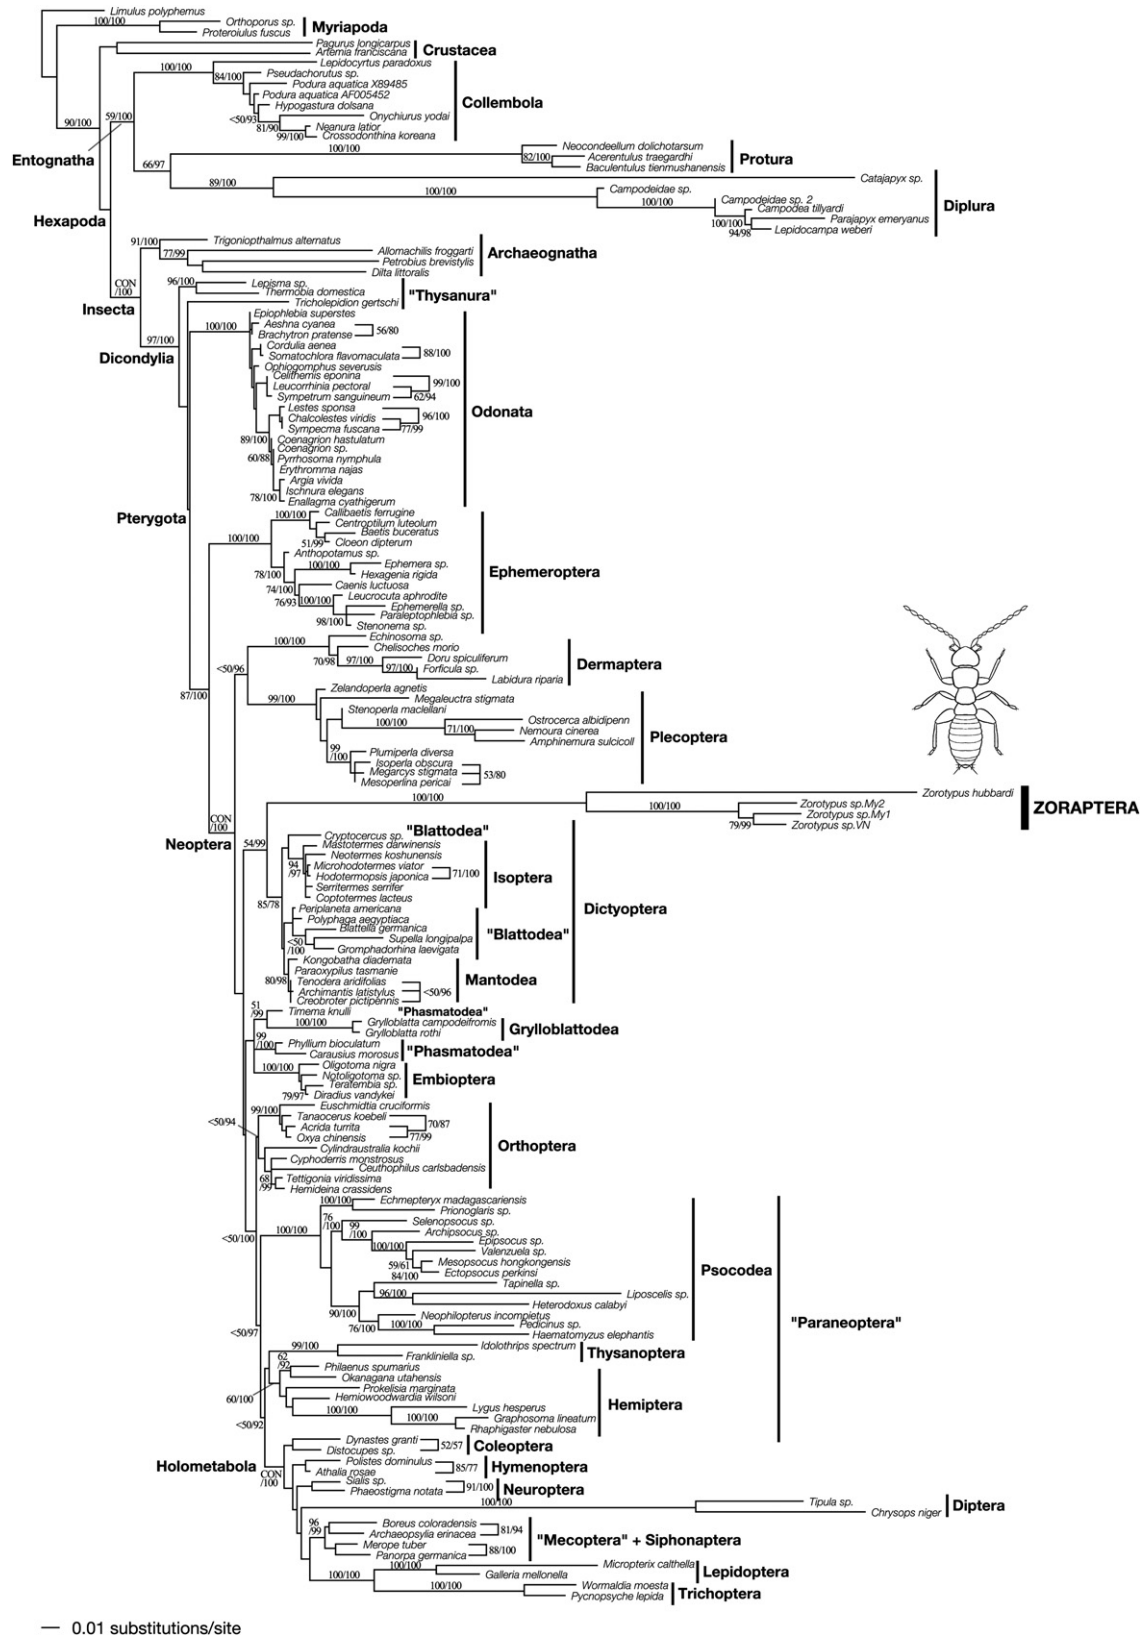 Limulus polyphemus
100/100
Orthoporus sp.
Proteroiulus fuscus
Myriapoda
Pagurus longicarpus
Artemia franciscana
Crustacea
Lepidocyrtus paradoxus
100/100
84/100
Pseudachorutus sp.
Podura aquatica X89485
Podura aquatica AF005452
Hypogastura dolsana
Onychiurus yodai
<50/93
81/90
Neanura latior
99/100
Crossodonthina koreana
Collembola
90/100
59/100
Entognatha
66/97
100/100
Neocondeellum dolichotarsum
82/100
Acerentulus traegardhi
Baculentulus tienmushanensis
Protura
89/100
Catajapyx sp.
100/100
Campodeidae sp.
100/100
Campodeidae sp. 2
Campodea tillyardi
100/100
Parajapyx emeryanus
94/98
Lepidocampa weberi
Diplura
Hexapoda
91/100
Trigoniopthalmus alternatus
77/99
Allomachilis froggarti
Petrobius brevistylis
Dilta littoralis
Archaeognatha
CON
/100
Insecta
96/100
Lepisma sp.
Thermobia domestica
Tricholepidion gertschi
"Thysanura"
97/100
Dicondylia
100/100
Epiophlebia superstes
Aeshna cyanea
Brachytron pratense
56/80
Cordulia aenea
Somatochlora flavomaculata
88/100
Ophiogomphus severusis
Celithemis eponina
Leucorrhinia pectoral
99/100
Sympetrum sanguineum
62/94
Lestes sponsa
Chalcolestes viridis
96/100
Sympecma fuscana
77/99
89/100
Coenagrion hastulatum
Coenagrion sp.
60/88
Pyrrhosoma nymphula
Erythromma najas
Argia vivida
78/100
Ischnura elegans
Enallagma cyathigerum
Odonata
Pterygota
100/100
100/100
Callibaetis ferrugine
Centroptilum luteolum
Baetis buceratus
51/99
Cloeon dipterum
Anthopotamus sp.
78/100
100/100
Ephemera sp.
Hexagenia rigida
74/100
Caenis luctuosa
76/93
100/100
Leucrocuta aphrodite
Ephemerella sp.
Paraleptophlebia sp.
98/100
Stenonema sp.
Ephemeroptera
87/100
<50/96
100/100
Echinosoma sp.
Chelisoches morio
70/98
97/100
Doru spiculiferum
97/100
Forficula sp.
Labidura riparia
Dermaptera
99/100
Zelandoperla agnetis
Megaleuctra stigmata
Stenoperla maclellani
100/100
Ostrocerca albidipenn
71/100
Nemoura cinerea
Amphinemura sulcicoll
99
/100
Plumiperla diversa
Isoperla obscura
Megarcys stigmata
53/80
Mesoperlina pericai
Plecoptera
CON
/100
Neoptera
54/99
100/100
Zorotypus hubbardi
100/100
Zorotypus sp.My2
Zorotypus sp.My1
79/99
Zorotypus sp.VN
ZORAPTERA
85/78
Cryptocercus sp.
"Blattodea"
Mastotermes darwinensis
94
/97
Neotermes koshunensis
Microhodotermes viator
Hodotermopsis japonica
71/100
Serritermes serrifer
Coptotermes lacteus
Isoptera
Dictyoptera
Periplaneta americana
Polyphaga aegyptiaca
Blattella germanica
<50
/100
Supella longipalpa
Gromphadorhina laevigata
"Blattodea"
80/98
Kongobatha diademata
Paraoxypilus tasmanie
Tenodera aridifolias
Archimantis latistylus
<50/96
Creobroter pictipennis
Mantodea
51
/99
Timema knulli
"Phasmatodea"
100/100
Grylloblatta campodeifromis
Grylloblatta rothi
Grylloblattodea
99
/100
Phyllium bioculatum
Carausius morosus
"Phasmatodea"
100/100
Oligotoma nigra
Notoligotoma sp.
Teratembia sp.
79/97
Diradius vandykei
Embioptera
<50/94
99/100
Euschmidtia cruciformis
Tanaocerus koebeli
Acrida turrita
70/87
Oxya chinensis
77/99
Cylindraustralia kochii
Cyphoderris monstrosus
Ceuthophilus carlsbadensis
68
/99
Tettigonia viridissima
Hemideina crassidens
Orthoptera
<50/100
100/100
100/100
Echmepteryx madagascariensis
Prionoglaris sp.
76
/100
Selenopsocus sp.
99
/100
Archipsocus sp.
100/100
Epipsocus sp.
Valenzuela sp.
59/61
Mesopsocus hongkongensis
Ectopsocus perkinsi
84/100
Tapinella sp.
96/100
Liposcelis sp.
Heterodoxus calabyi
90/100
Neophilopterus incompletus
76/100
100/100
Pedicinus sp.
Haematomyzus elephantis
Psocodea
"Paraneoptera"
<50/97
99/100
Idolothrips spectrum
Frankliniella sp.
Thysanoptera
62
/92
Philaenus spumarius
Okanagana utahensis
60/100
Prokelisia marginata
Hemiowoodwardia wilsoni
100/100
Lygus hesperus
100/100
Graphosoma lineatum
Rhaphigaster nebulosa
Hemiptera
<50/92
Dynastes granti
Distocupes sp.
52/57
Coleoptera
Holometabola
CON
/100
Polistes dominulus
Athalia rosae
85/77
Hymenoptera
Sialis sp.
Phaeostigma notata
91/100
Neuroptera
100/100
Tipula sp.
Chrysops niger
Diptera
96
/99
Boreus coloradensis
Archaeopsylia erinacea
81/94
Merope tuber
Panorpa germanica
88/100
"Mecoptera" + Siphonaptera
100/100
100/100
Micropterix calthella
Galleria mellonella
Lepidoptera
100/100
Wormaldia moesta
Pycnopsyche lepida
Trichoptera
0.01 substitutions/site